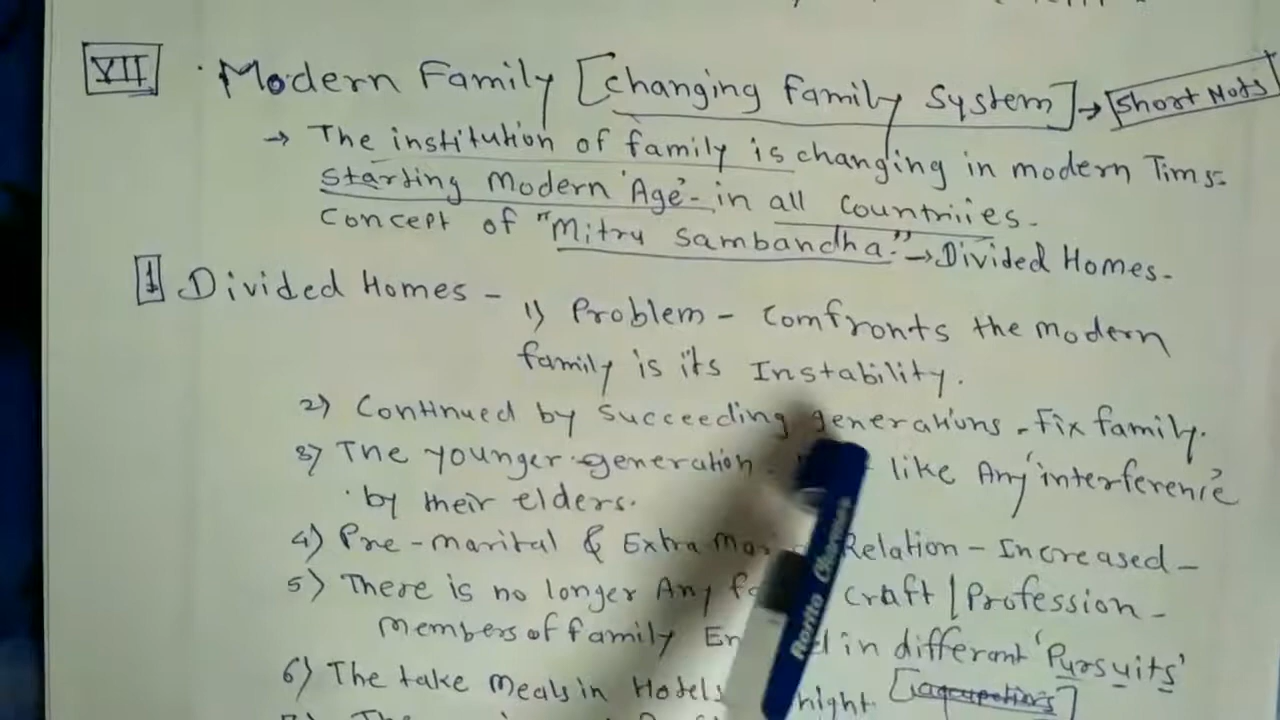 VII · Modern Family [Changing family System] → Short Nots
→ The institution of family is changing in modern Tims-
Starting Modern 'Age'- in all Countriies.
Concept of "Mitru Sambandha." → Divided Homes-
1 Divided Homes - 1) Problem - Comfronts the modern
family is its Instability.
2) Continued by Succeeding generations - Fix family.
3) The younger generation like Any 'interference'
by their elders.
4) Pre-marital & Extra Relation - Increased -
5) There is no longer Any craft / Profession -
Members of family in different 'Pursuits'
6) The take meals in Hotels night.
Rorito